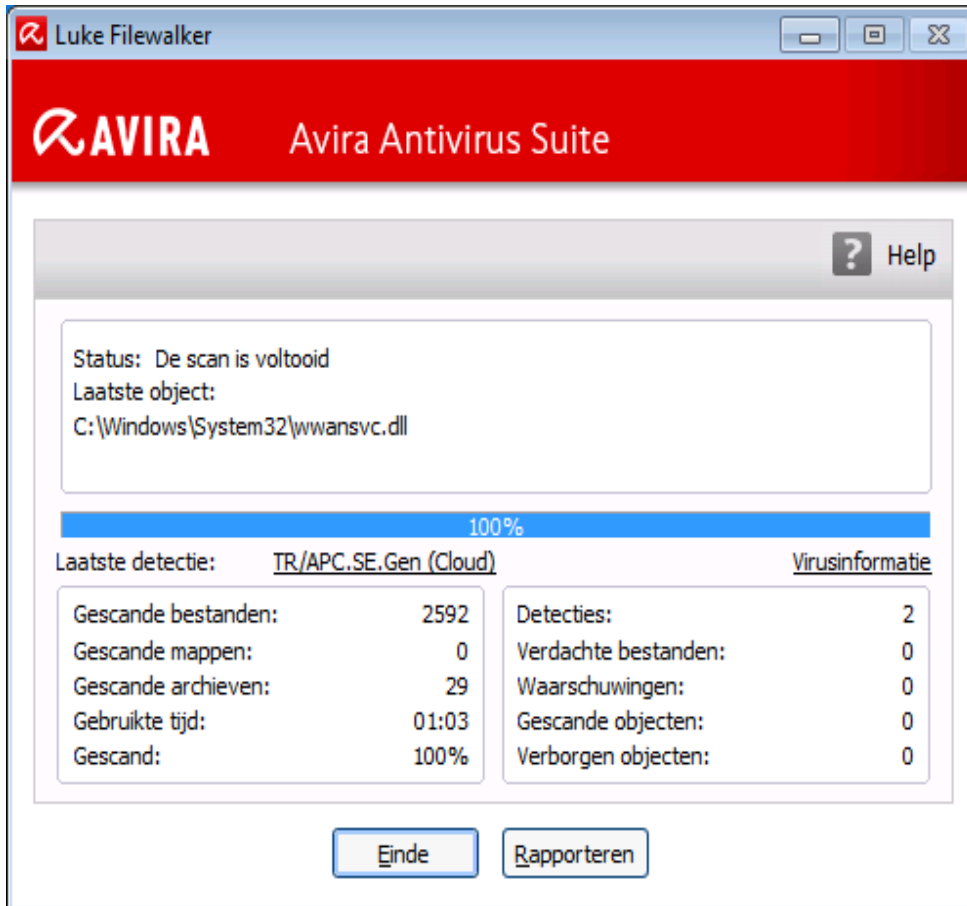 Luke Filewalker
AVIRA Avira Antivirus Suite
? Help
Status: De scan is voltooid
Laatste object:
C:\Windows\System32\wwansvc.dll
100%
Laatste detectie: TR/APC.SE.Gen (Cloud) Virusinformatie
Gescande bestanden: 2592
Gescande mappen: 0
Gescande archieven: 29
Gebruikte tijd: 01:03
Gescand: 100%
Detecties: 2
Verdachte bestanden: 0
Waarschuwingen: 0
Gescande objecten: 0
Verborgen objecten: 0
Einde Rapporteren